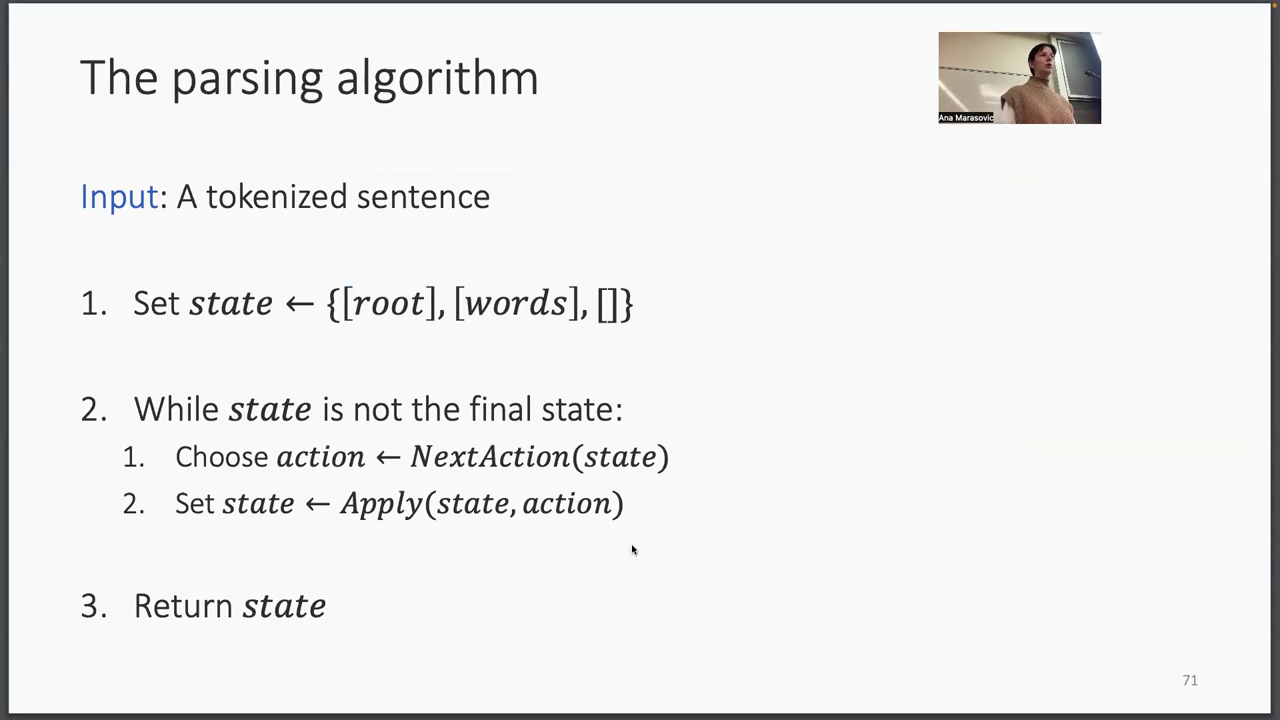 The parsing algorithm
Ana Marasovic
Input: A tokenized sentence
1. Set state ← {[root], [words], []}
2. While state is not the final state:
1. Choose action ← NextAction(state)
2. Set state ← Apply(state, action)
3. Return state
71